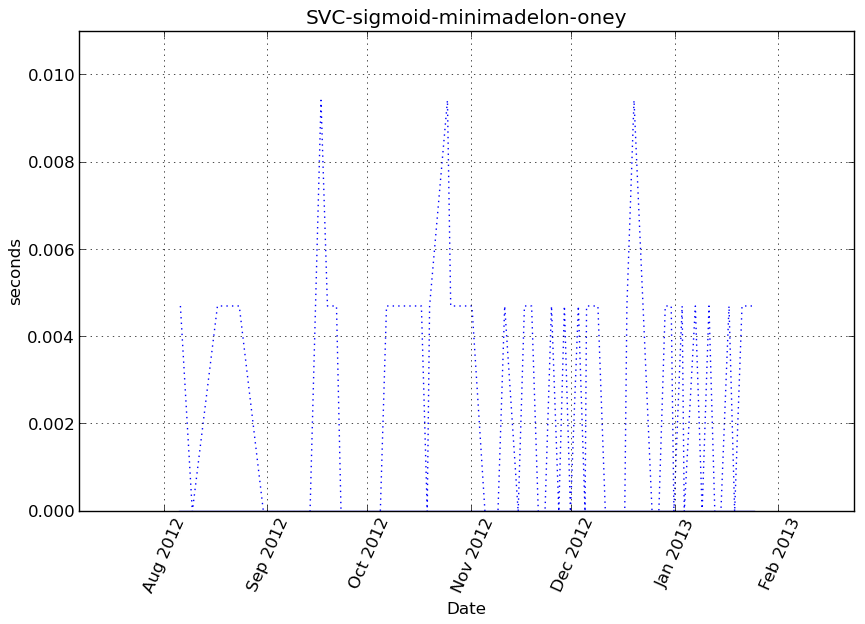 SVC-sigmoid-minimadelon-oney
0.010
0.008
0.006
0.004
0.002
0.000
seconds
Aug 2012
Sep 2012
Oct 2012
Nov 2012
Dec 2012
Jan 2013
Feb 2013
Date